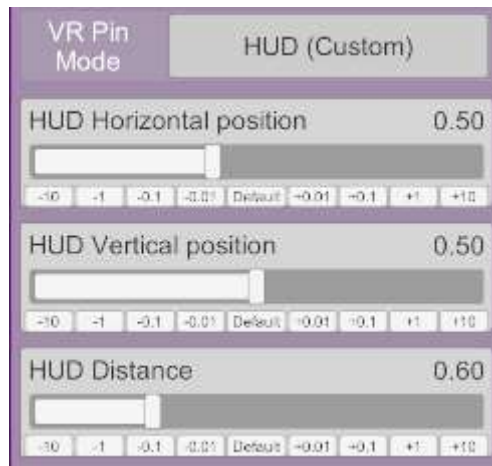 VR Pin
Mode
HUD (Custom)
HUD Horizontal position 0.50
-10 -1 -0.1 -0.01 Default +0.01 +0.1 +1 +10
HUD Vertical position 0.50
-10 -1 -0.1 -0.01 Default +0.01 +0.1 +1 +10
HUD Distance 0.60
-10 -1 -0.1 -0.01 Default +0.01 +0.1 +1 +10